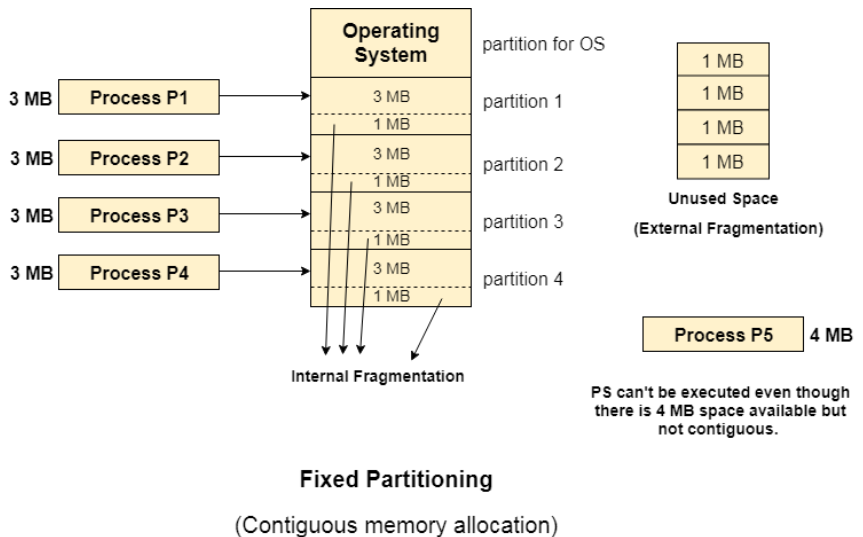 Operating
System
partition for OS
3 MB
Process P1
3 MB
1 MB
partition 1
3 MB
Process P2
3 MB
1 MB
partition 2
3 MB
Process P3
3 MB
1 MB
partition 3
3 MB
Process P4
3 MB
1 MB
partition 4
Internal Fragmentation
1 MB
1 MB
1 MB
1 MB
Unused Space
(External Fragmentation)
Process P5
4 MB
PS can't be executed even though
there is 4 MB space available but
not contiguous.
Fixed Partitioning
(Contiguous memory allocation)